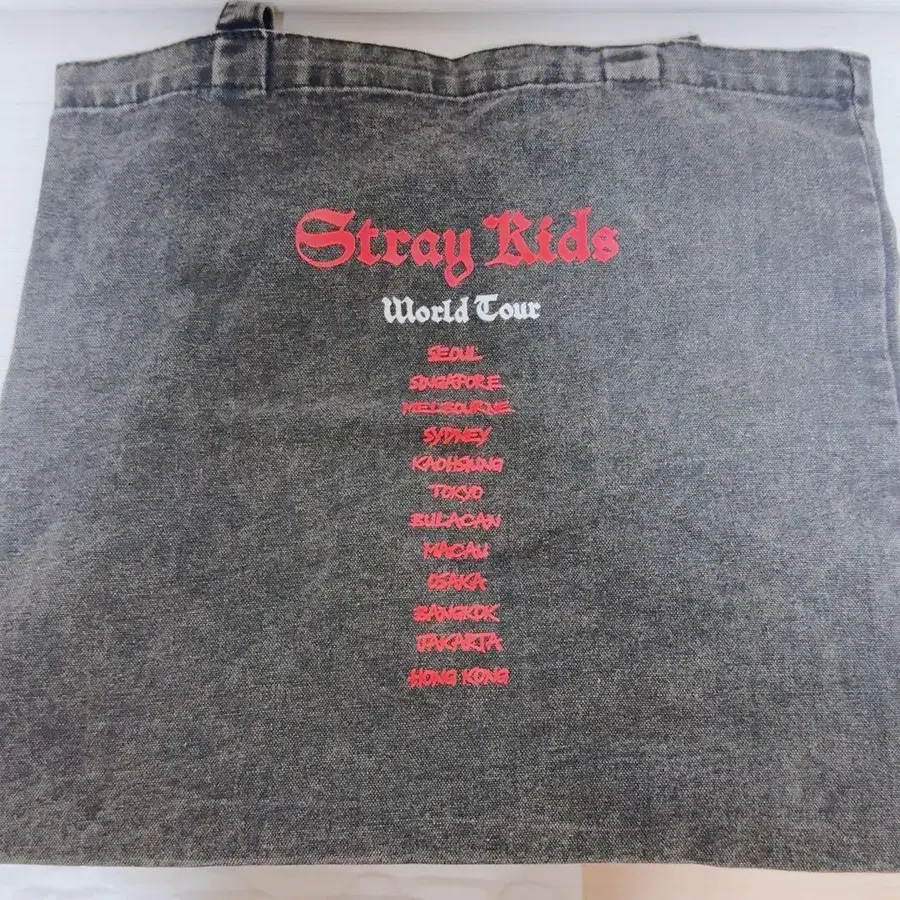 Stray Kids
World Tour
SEOUL
SINGAPORE
MELBOURNE
SYDNEY
KAOHSIUNG
TOKYO
BULACAN
MACAU
OSAKA
BANGKOK
JAKARTA
HONG KONG